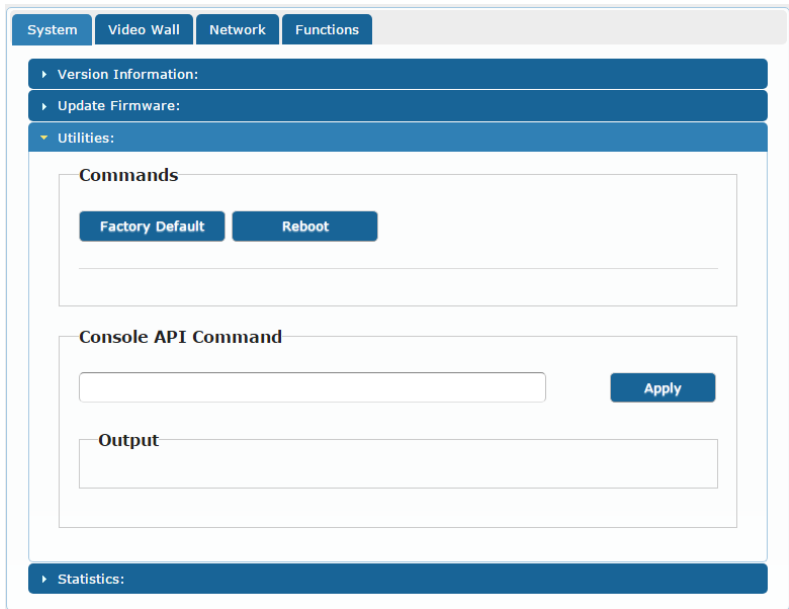 System Video Wall Network Functions
Version Information:
Update Firmware:
Utilities:
Commands
Factory Default Reboot
Console API Command
Apply
Output
Statistics: